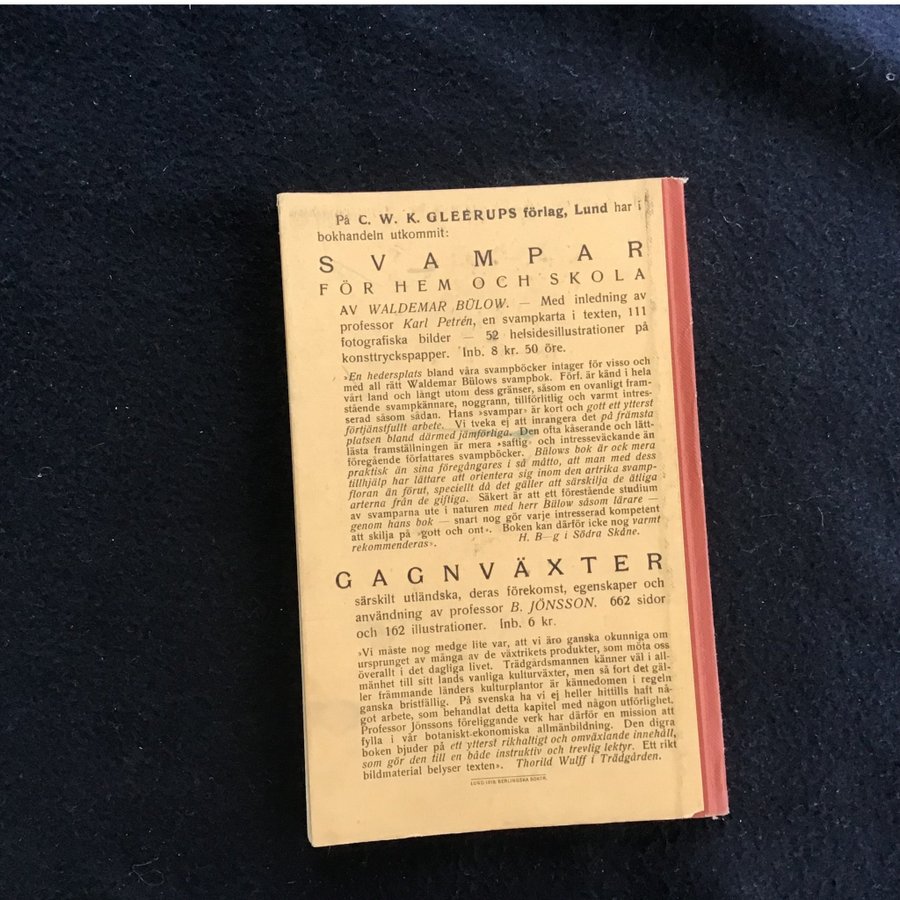 På C. W. K. GLEERUPS förlag, Lund har i
bokhandeln utkommit:
SVAMPAR
FÖR HEM OCH SKOLA
AV WALDEMAR BÜLOW. — Med inledning av
professor Karl Petrén, en svampkarta i texten, 111
fotografiska bilder — 52 helsidesillustrationer på
konsttryckspapper. Inb. 8 kr. 50 öre.
»En hedersplats bland våra svampböcker intager för visso och
med all rätt Waldemar Bülows svampbok. Förf. är känd i hela
vårt land och långt utom dess gränser, såsom en ovanligt fram-
stående svampkännare, noggrann, tillförlitlig och varmt intres-
serad såsom sådan. Hans »svampar» är kort och gott ett ytterst
förtjänstfullt arbete. Vi tveka ej att inrangera det på främsta
platsen bland därmed jämförliga. Den ofta kåserande och lätt-
lästa framställningen är mera »saftig» och intresseväckande än
föregående författares svampböcker. Bülows bok är ock mera
praktisk än sina föregångares i så måtto, att man med dess
tillhjälp har lättare att orientera sig inom den artrika svamp-
floran än förut, speciellt då det gäller att särskilja de ätliga
arterna från de giftiga. Säkert är att ett förestående studium
av svamparna ute i naturen med herr Bülow såsom lärare —
genom hans bok — snart nog gör varje intresserad kompetent
att skilja på »gott och ont». Boken kan därför icke nog varmt
rekommenderas». H. B—g i Södra Skåne.
GAGNVÄXTER
särskilt utländska, deras förekomst, egenskaper och
användning av professor B. JÖNSSON. 662 sidor
och 162 illustrationer. Inb. 6 kr.
»Vi måste nog medge lite var, att vi äro ganska okunniga om
ursprunget av många av de växtrikets produkter, som möta oss
överallt i det dagliga livet. Trädgårdsmannen känner väl i all-
mänhet till sitt lands vanliga kulturväxter, men så fort det gäl-
ler främmande länders kulturplantor är kännedomen i regeln
ganska bristfällig. På svenska ha vi ej heller hittills haft nå-
got arbete, som behandlat detta kapitel med någon utförlighet.
Professor Jönssons föreliggande verk har därför en mission att
fylla i vår botaniskt-ekonomiska allmänbildning. Den digra
boken bjuder på ett ytterst rikhaltigt och omväxlande innehåll,
som gör den till en både instruktiv och trevlig lektyr. Ett rikt
bildmaterial belyser texten». Thorild Wulff i Trädgården.
LUND 1918, BERLINGSKA BOKTR.